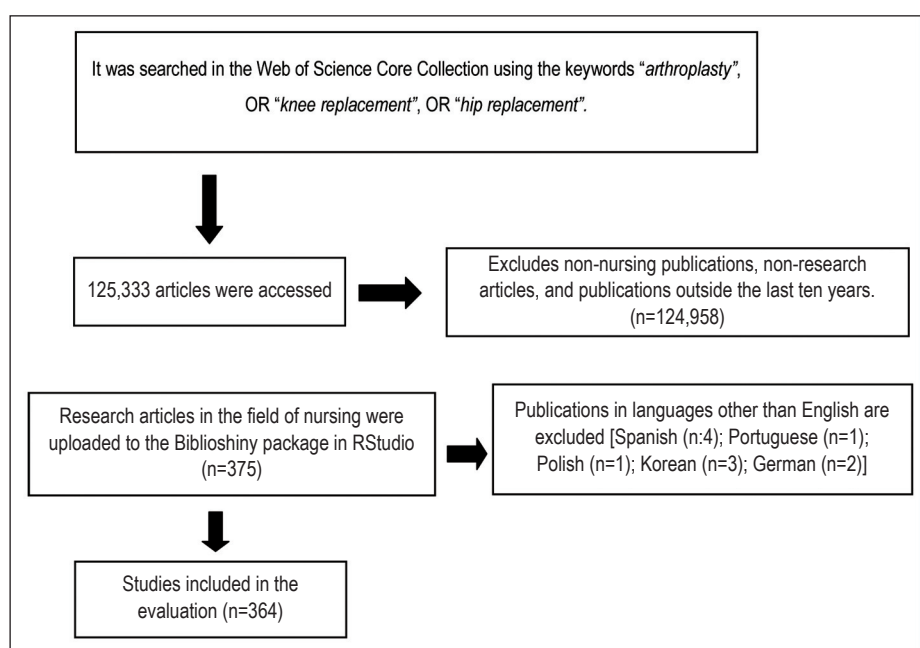 It was searched in the Web of Science Core Collection using the keywords “arthroplasty”,
OR “knee replacement”, OR “hip replacement”.
125,333 articles were accessed
Excludes non-nursing publications, non-research
articles, and publications outside the last ten years.
(n=124,958)
Research articles in the field of nursing were
uploaded to the Biblioshiny package in RStudio
(n=375)
Publications in languages other than English are
excluded [Spanish (n:4); Portuguese (n=1);
Polish (n=1); Korean (n=3); German (n=2)]
Studies included in the
evaluation (n=364)